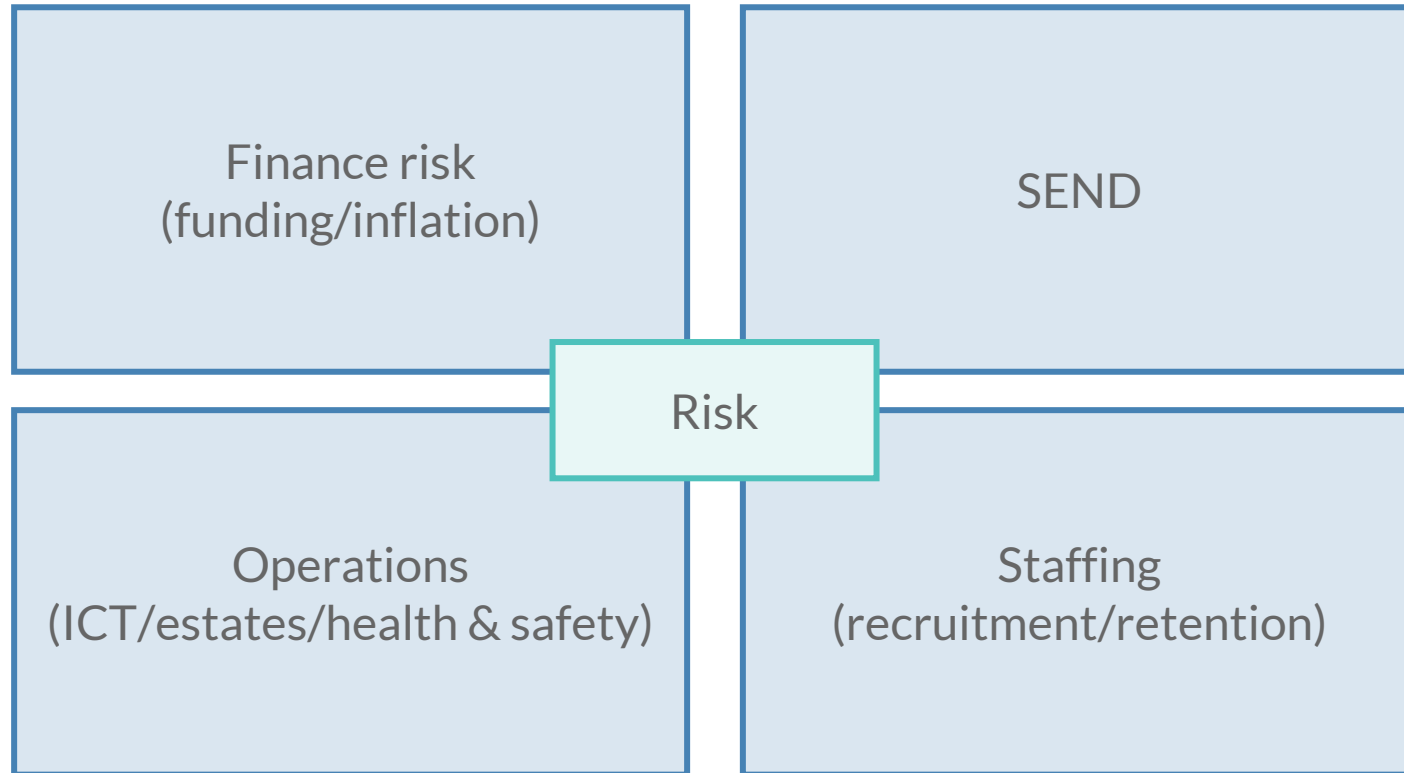 Finance risk
(funding/inflation)
SEND
Risk
Operations
(ICT/estates/health & safety)
Staffing
(recruitment/retention)